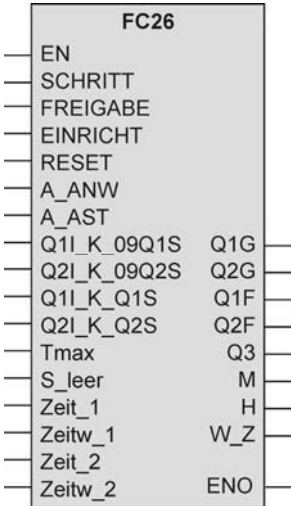 FC26
EN
SCHRITT
FREIGABE
EINRICHT
RESET
A_ANW
A_AST
Q1I_K_09Q1S Q1G
Q2I_K_09Q2S Q2G
Q1I_K_Q1S Q1F
Q2I_K_Q2S Q2F
Tmax Q3
S_leer M
Zeit_1 H
Zeitw_1 W_Z
Zeit_2
Zeitw_2 ENO